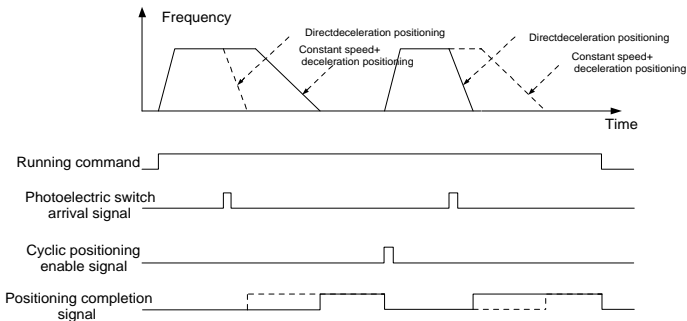 Frequency
Directdeceleration positioning
Constant speed+
deceleration positioning
Directdeceleration positioning
Constant speed+
deceleration positioning
Time
Running command
Photoelectric switch
arrival signal
Cyclic positioning
enable signal
Positioning completion
signal